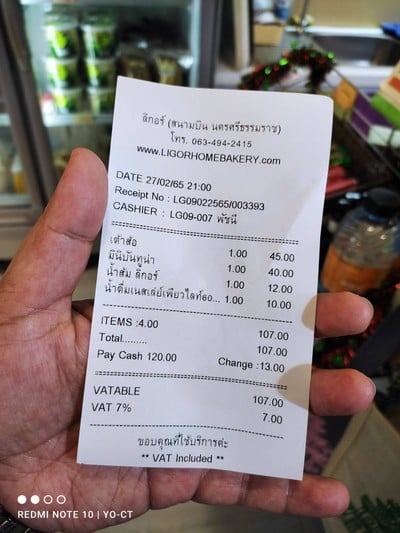 ลิกอร์ (สนามบิน นครศรีธรรมราช)
โทร. 063-494-2415
www.LIGORHOMEBAKERY.com
DATE 27/02/65 21:00
Receipt No : LG09022565/003393
CASHIER : LG09-007 พัชนี
เต้าส้อ 1.00 45.00
มินิบันทูน่า 1.00 40.00
น้ำส้ม ลิกอร์ 1.00 12.00
น้ำดื่มเนสเล่ย์เพียวไลท์60... 1.00 10.00
ITEMS :4.00 107.00
Total......... 107.00
Pay Cash 120.00 Change :13.00
VATABLE 107.00
VAT 7% 7.00
ขอบคุณที่ใช้บริการค่ะ
** VAT Included **
REDMI NOTE 10 | YO-CT